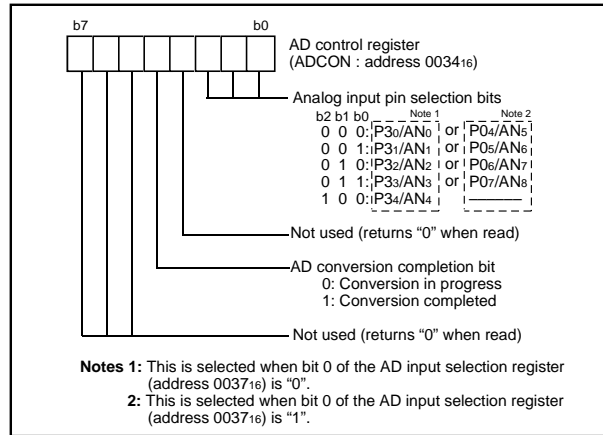 b7 b0
AD control register
(ADCON : address 003416)
Analog input pin selection bits
b2 b1 b0 Note 1 Note 2
0 0 0: P30/AN0 or P04/AN5
0 0 1: P31/AN1 or P05/AN6
0 1 0: P32/AN2 or P06/AN7
0 1 1: P33/AN3 or P07/AN8
1 0 0: P34/AN4 ———
Not used (returns “0” when read)
AD conversion completion bit
0: Conversion in progress
1: Conversion completed
Not used (returns “0” when read)
Notes 1: This is selected when bit 0 of the AD input selection register
(address 003716) is “0”.
2: This is selected when bit 0 of the AD input selection register
(address 003716) is “1”.